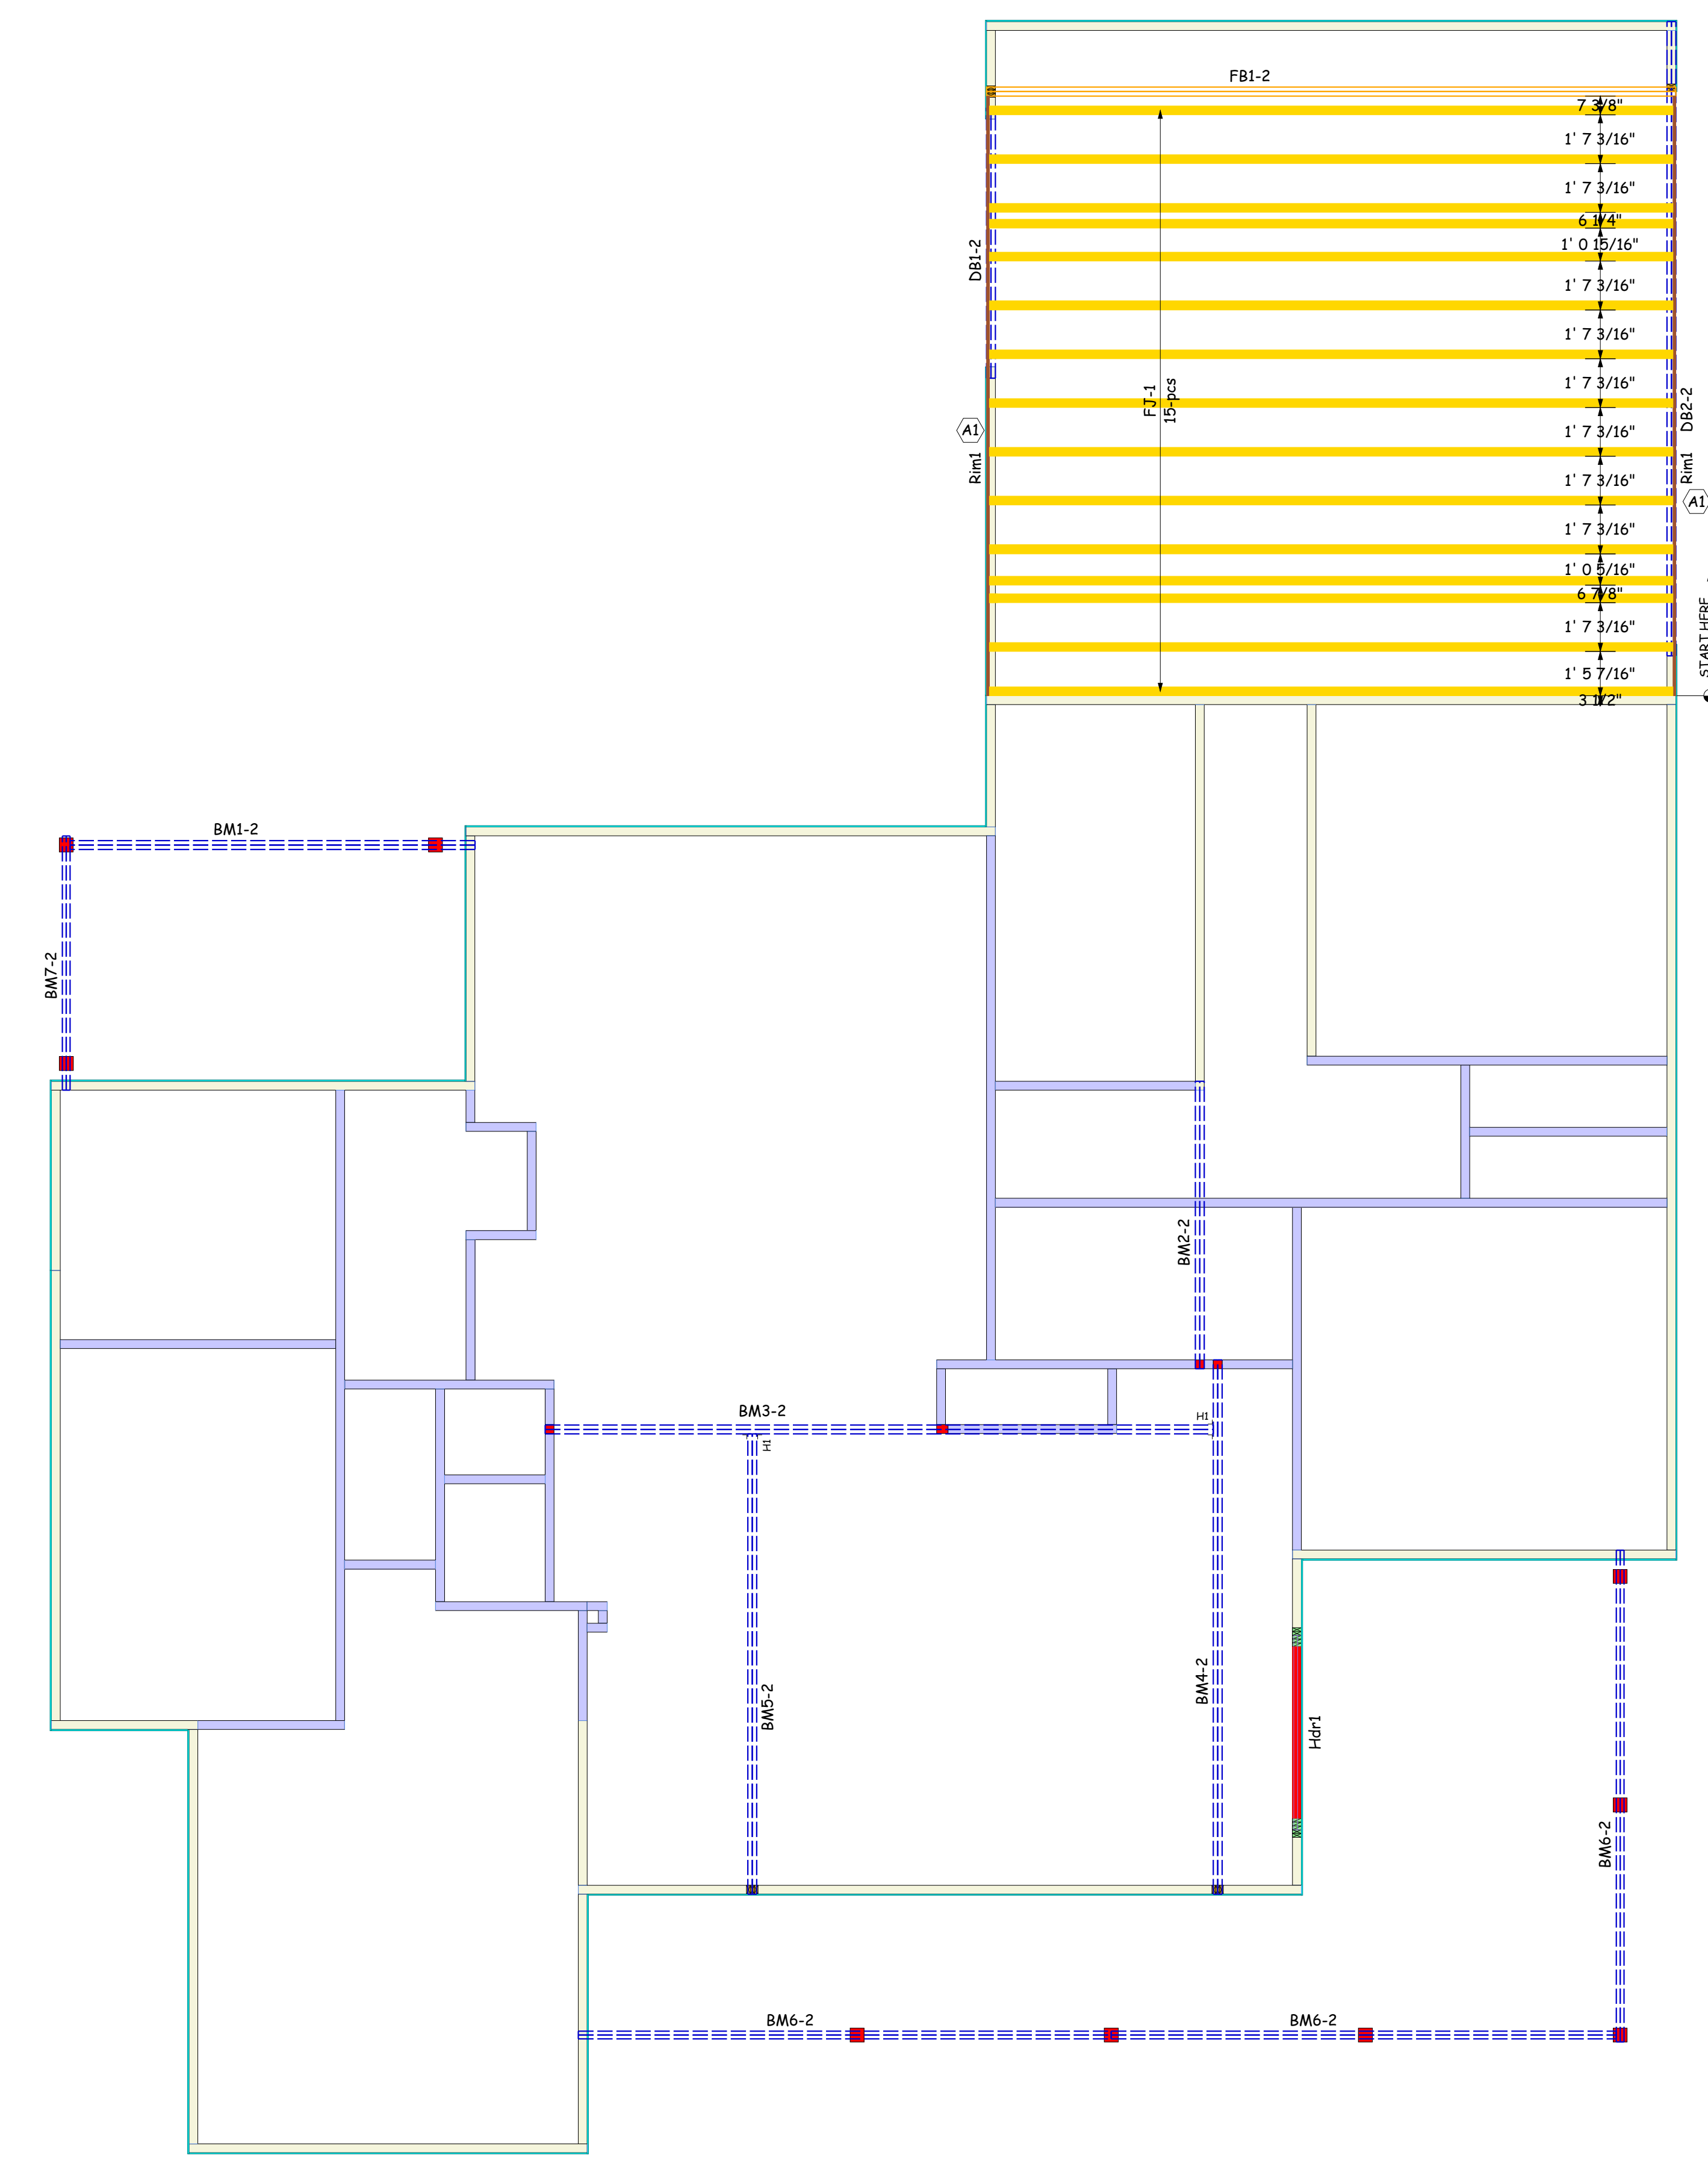 FB1-2
7 3/8"
1' 7 3/16"
1' 7 3/16"
6 1/4"
1' 0 15/16"
DB1-2
1' 7 3/16"
1' 7 3/16"
1' 7 3/16"
FJ-1
15-pcs
DB2-2
A1
1' 7 3/16"
Rim1
Rim1
1' 7 3/16"
A1
1' 7 3/16"
1' 0 5/16"
6 7/8"
1' 7 3/16"
START HERE
1' 5 7/16"
3 1/2"
BM1-2
BM7-2
BM2-2
BM3-2
H1
H1
BM5-2
BM4-2
Hdr1
BM6-2
BM6-2
BM6-2